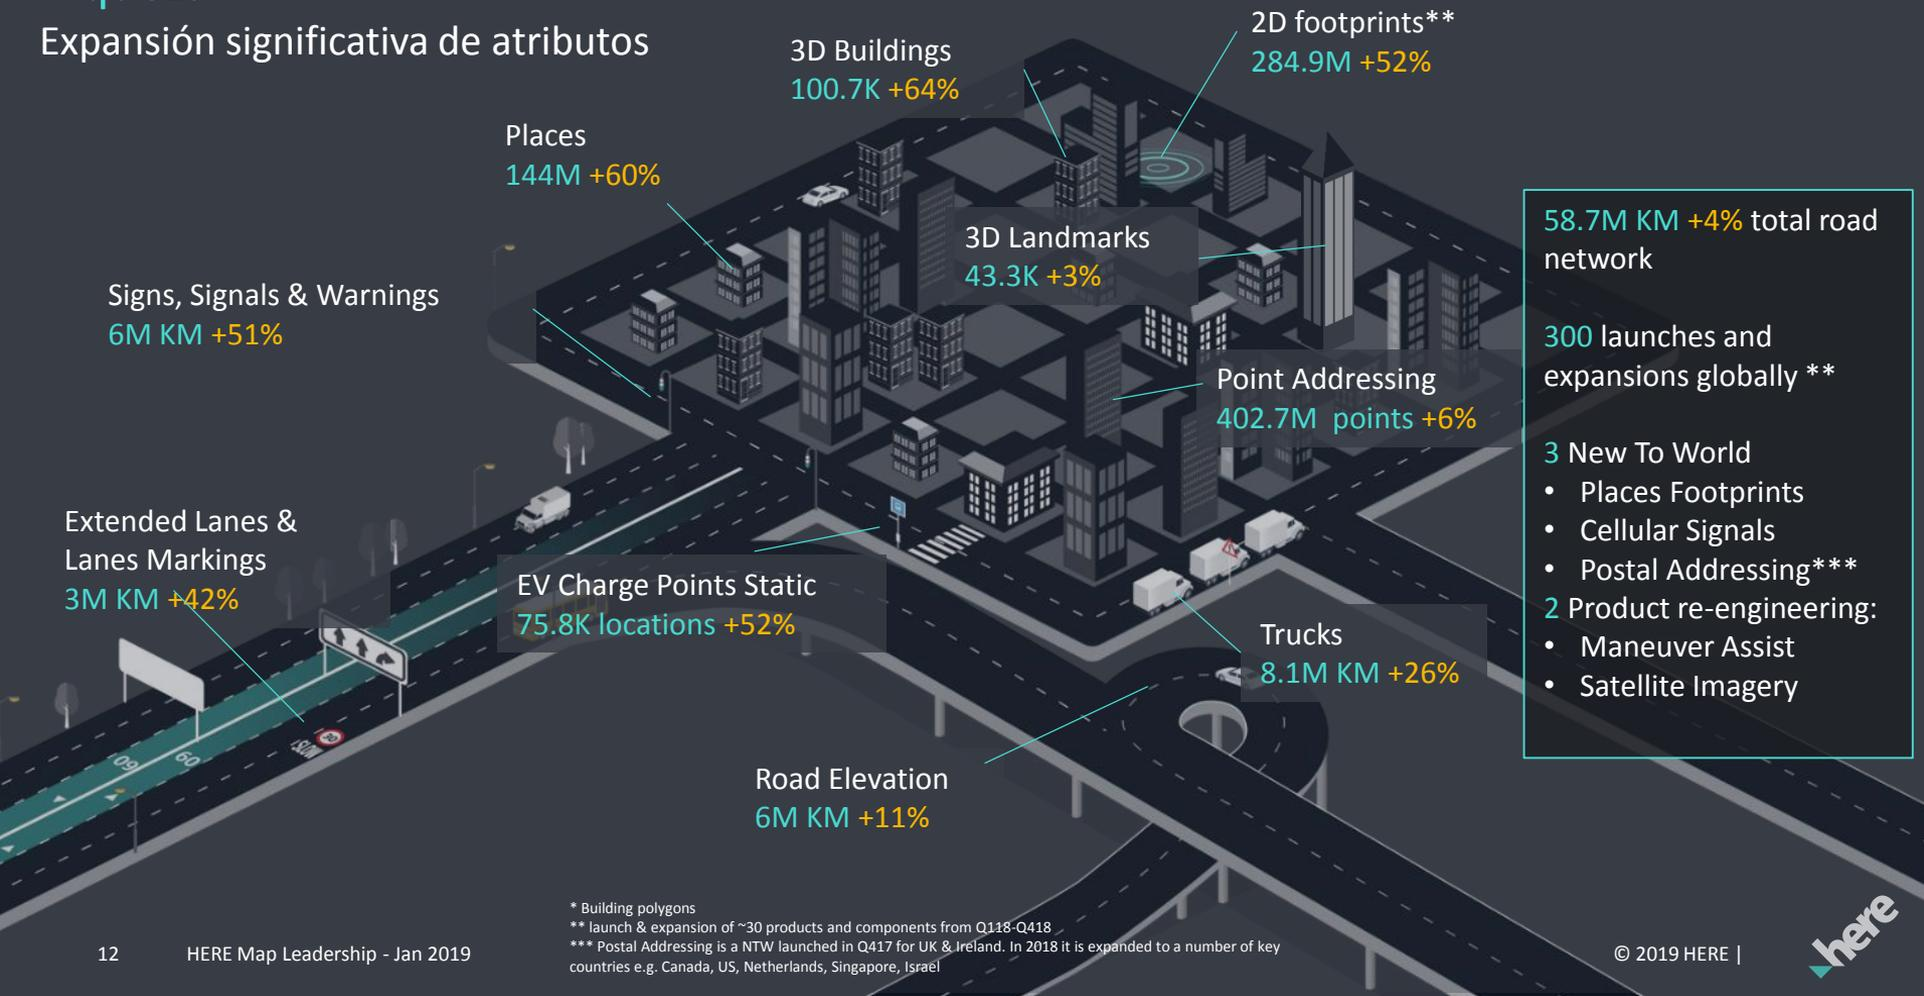 Expansión significativa de atributos
2D footprints**
284.9M +52%
3D Buildings
100.7K +64%
Places
144M +60%
3D Landmarks
43.3K +3%
Signs, Signals & Warnings
6M KM +51%
Point Addressing
402.7M  points +6%
Extended Lanes &
Lanes Markings
3M KM +42%
EV Charge Points Static
75.8K locations +52%
Trucks
8.1M KM +26%
Road Elevation
6M KM +11%
58.7M KM +4% total road
network
300 launches and
expansions globally **
3 New To World
• Places Footprints
• Cellular Signals
• Postal Addressing***
2 Product re-engineering:
• Maneuver Assist
• Satellite Imagery
60
60
30
* Building polygons
** launch & expansion of ~30 products and components from Q118-Q418
*** Postal Addressing is a NTW launched in Q417 for UK & Ireland. In 2018 it is expanded to a number of key
countries e.g. Canada, US, Netherlands, Singapore, Israel
12
HERE Map Leadership - Jan 2019
© 2019 HERE |
here